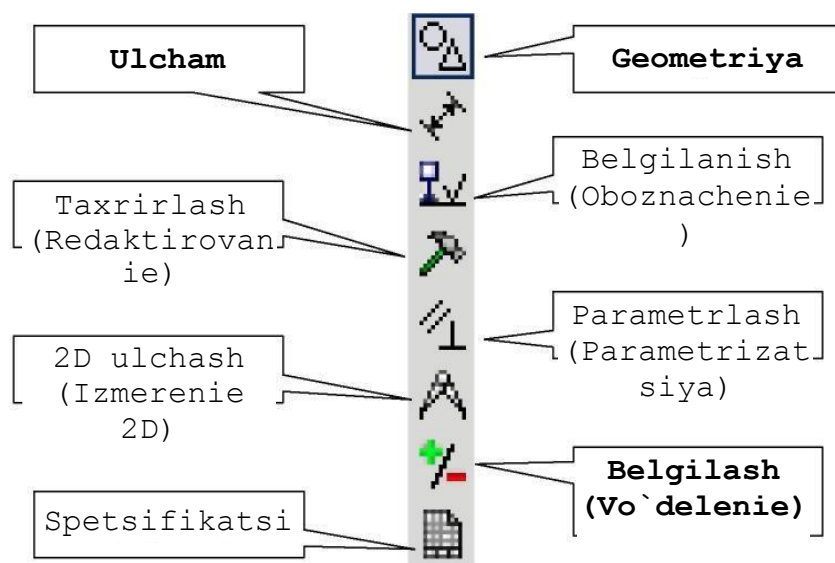 Ulcham
Geometriya
Belgilanish
(Oboznachenie
)
Taxrirlash
(Redaktirovan
ie)
Parametrlash
(Parametrizat
siya)
2D ulchash
(Izmerenie
2D)
Belgilash
(Vo`delenie)
Spetsifikatsi